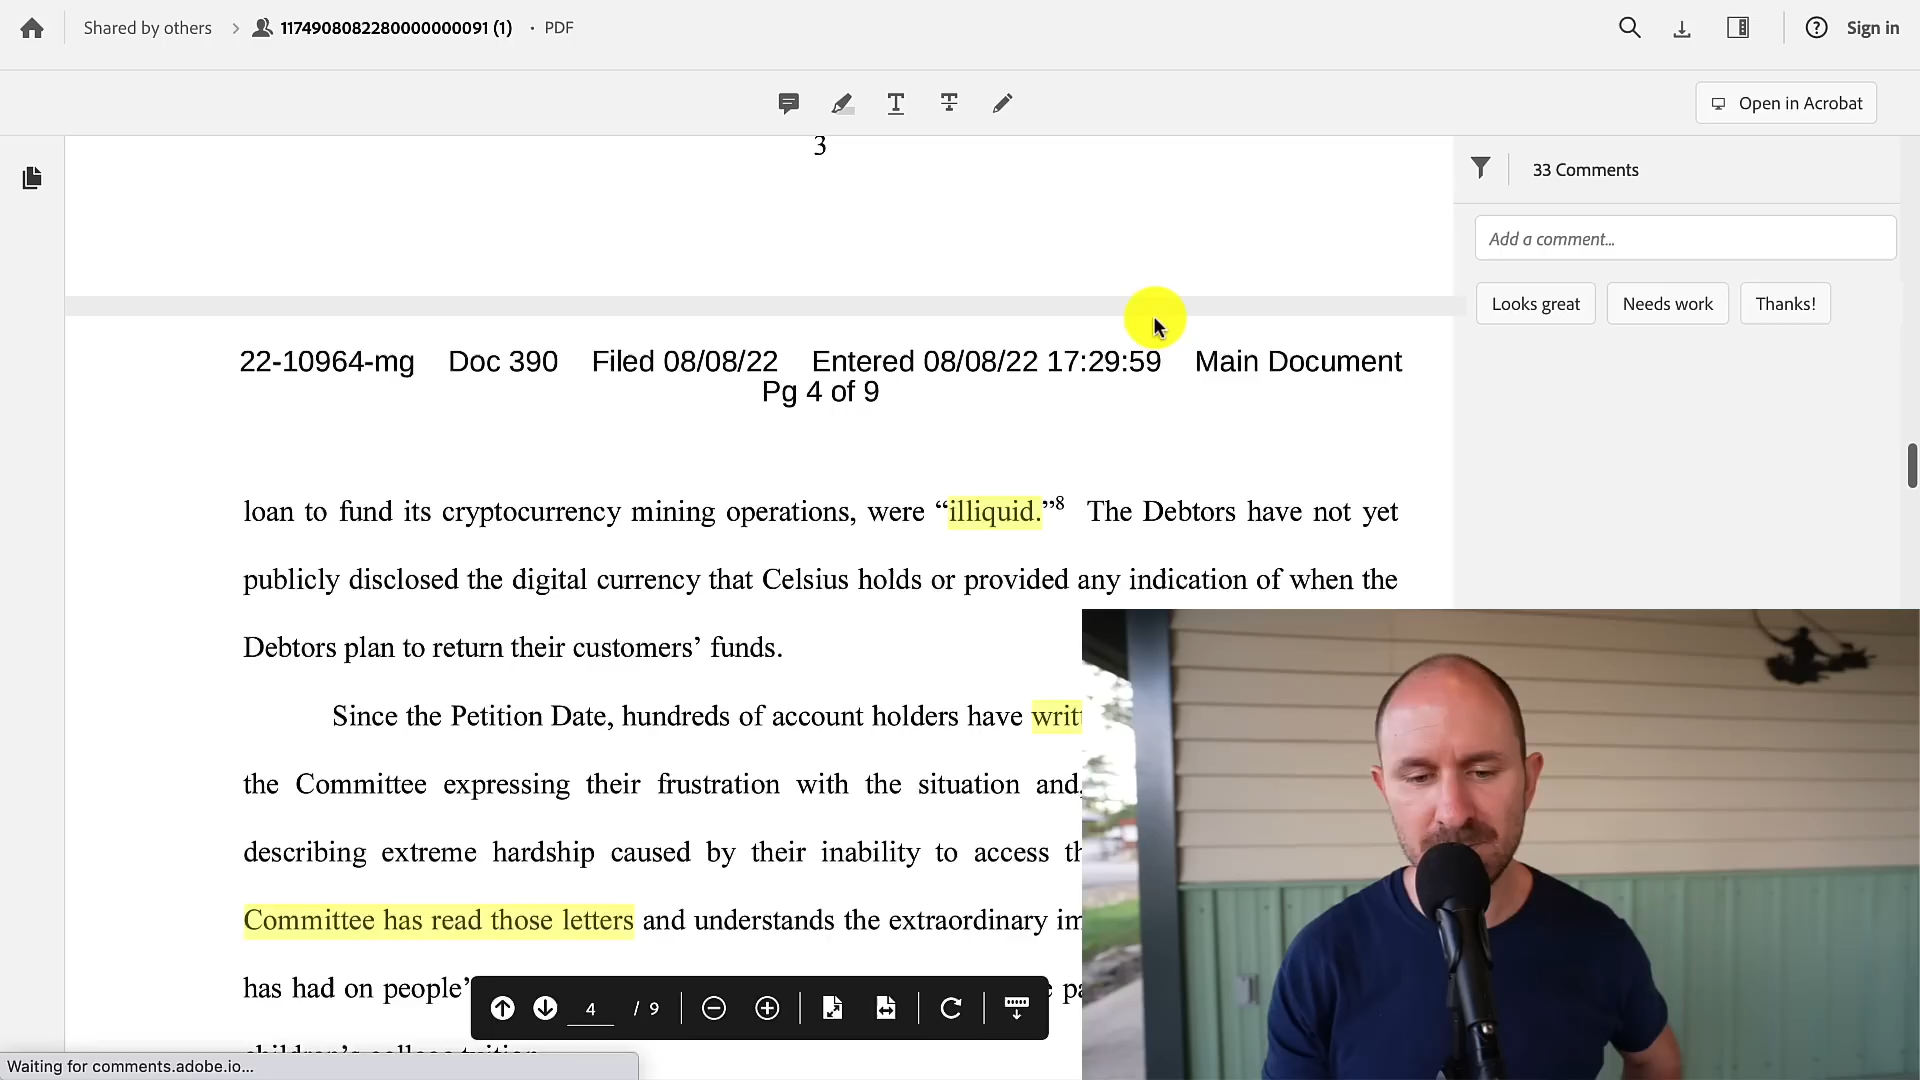 Shared by others
1174908082280000000091 (1)
· PDF
Sign in
Open in Acrobat
3
33 Comments
Add a comment...
Looks great
Needs work
Thanks!
22-10964-mg Doc 390 Filed 08/08/22 Entered 08/08/22 17:29:59 Main Document
Pg 4 of 9
loan to fund its cryptocurrency mining operations, were “illiquid.”8 The Debtors have not yet
publicly disclosed the digital currency that Celsius holds or provided any indication of when the
Debtors plan to return their customers’ funds.
Since the Petition Date, hundreds of account holders have
the Committee expressing their frustration with the situation and,
describing extreme hardship caused by their inability to access
Committee has read those letters and understands the extraordinary
has had on people’
4 / 9
children’s college tuition
Waiting for comments.adobe.io...